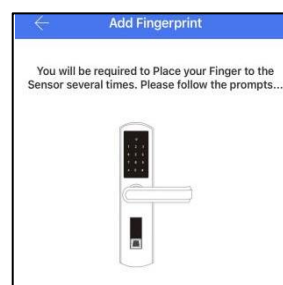 Add Fingerprint
You will be required to Place your Finger to the
Sensor several times. Please follow the prompts...